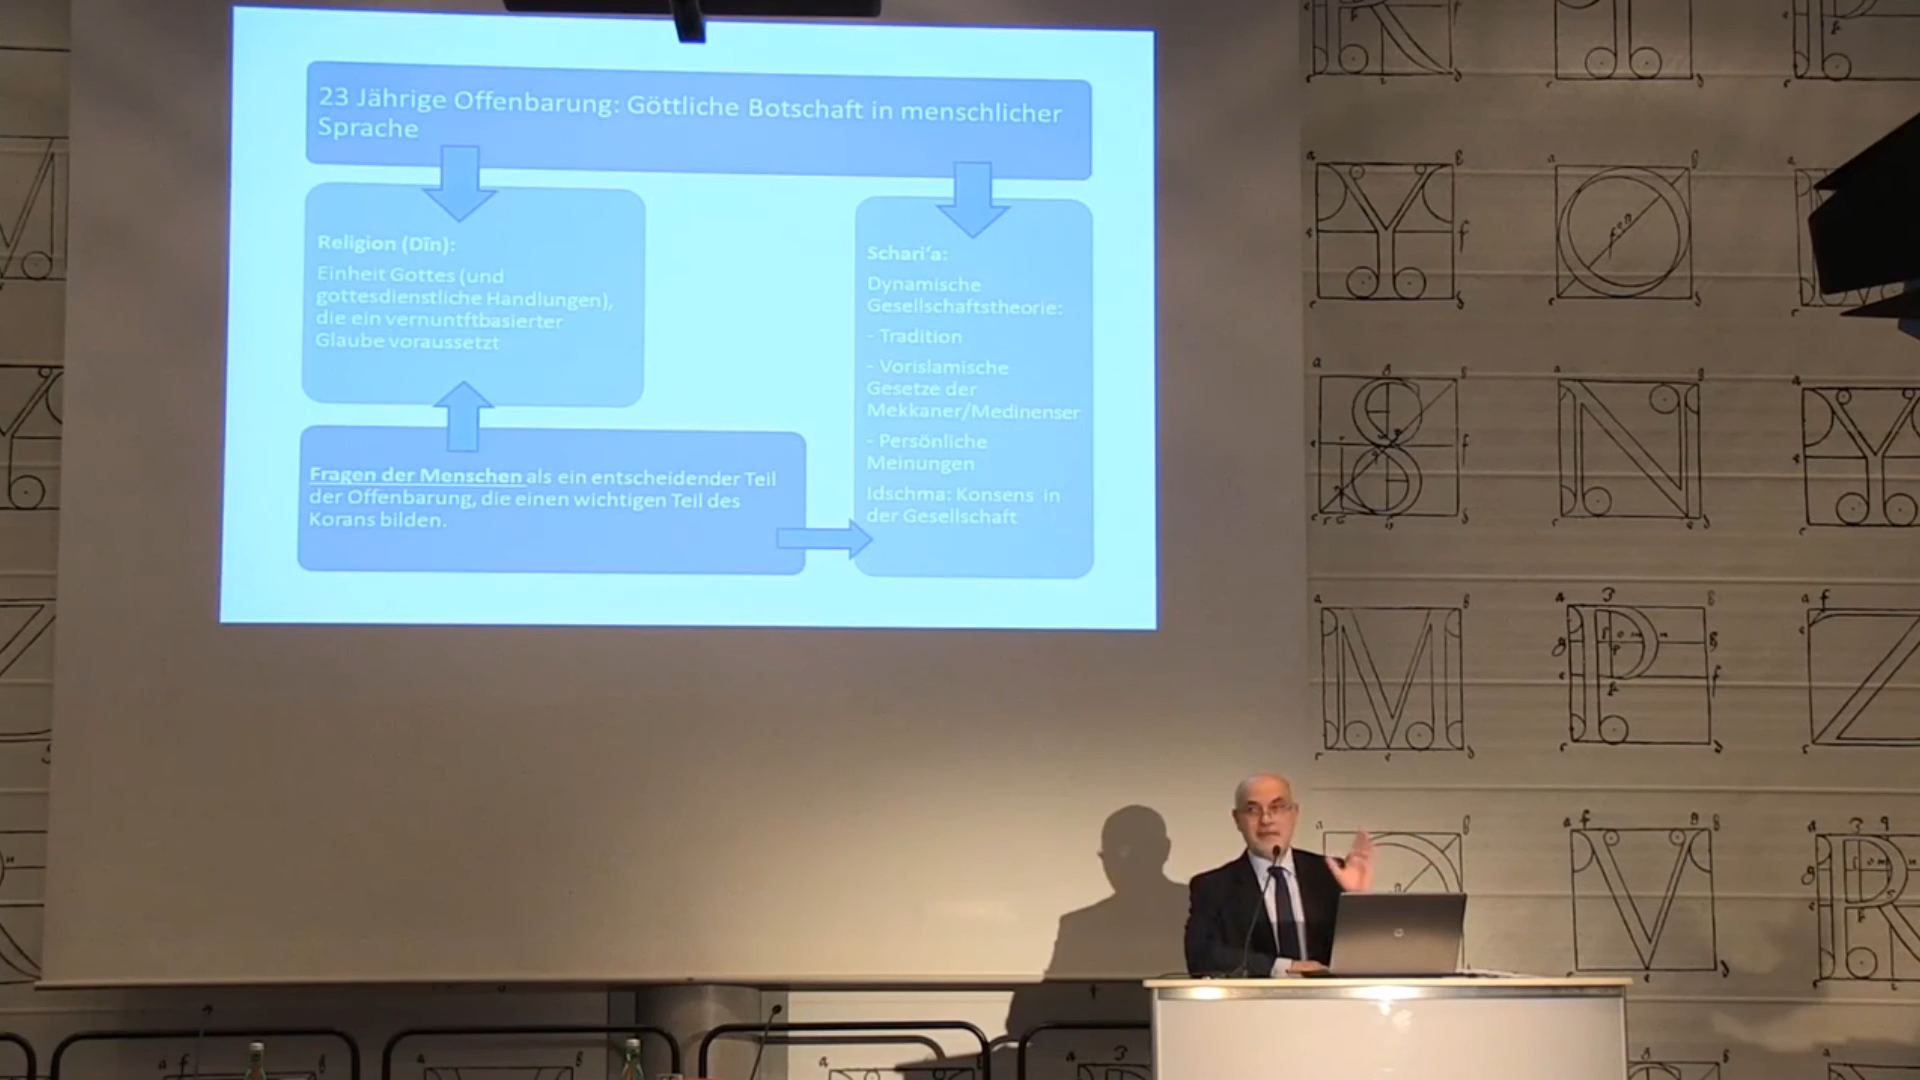 23 Jährige Offenbarung: Göttliche Botschaft in menschlicher
Sprache
Religion (Dīn):
Einheit Gottes (und
gottesdienstliche Handlungen),
die ein vernuntftbasierter
Glaube voraussetzt
Fragen der Menschen als ein entscheidender Teil
der Offenbarung, die einen wichtigen Teil des
Korans bilden.
Schari‘a:
Dynamische
Gesellschaftstheorie:
- Tradition
- Vorislamische
Gesetze der
Mekkaner/Medinenser
- Persönliche
Meinungen
Idschma: Konsens in
der Gesellschaft
Y
O
S
N
Y
M
P
Z
V
R
hp